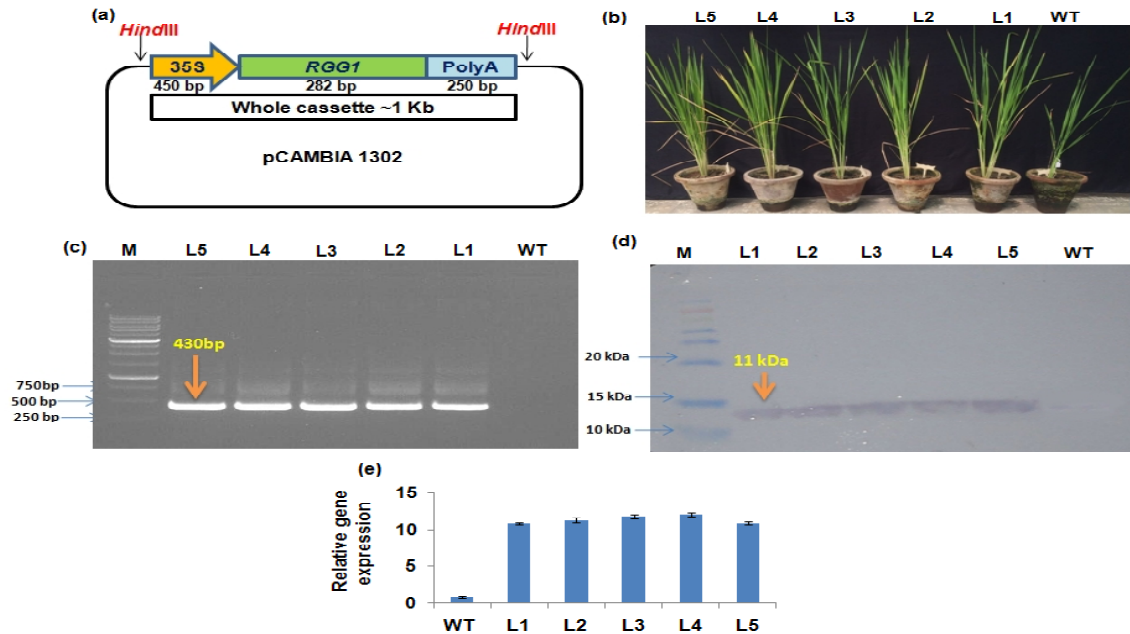 (a)
HindIII HindIII
35S RGG1 PolyA
450 bp 282 bp 250 bp
Whole cassette ~1 Kb
pCAMBIA 1302
(b)
L5 L4 L3 L2 L1 WT
(c)
M L5 L4 L3 L2 L1 WT
430bp
750bp
500 bp
250 bp
(d)
M L1 L2 L3 L4 L5 WT
11 kDa
20 kDa
15 kDa
10 kDa
(e)
Relative gene
expression
15
10
5
0
WT L1 L2 L3 L4 L5